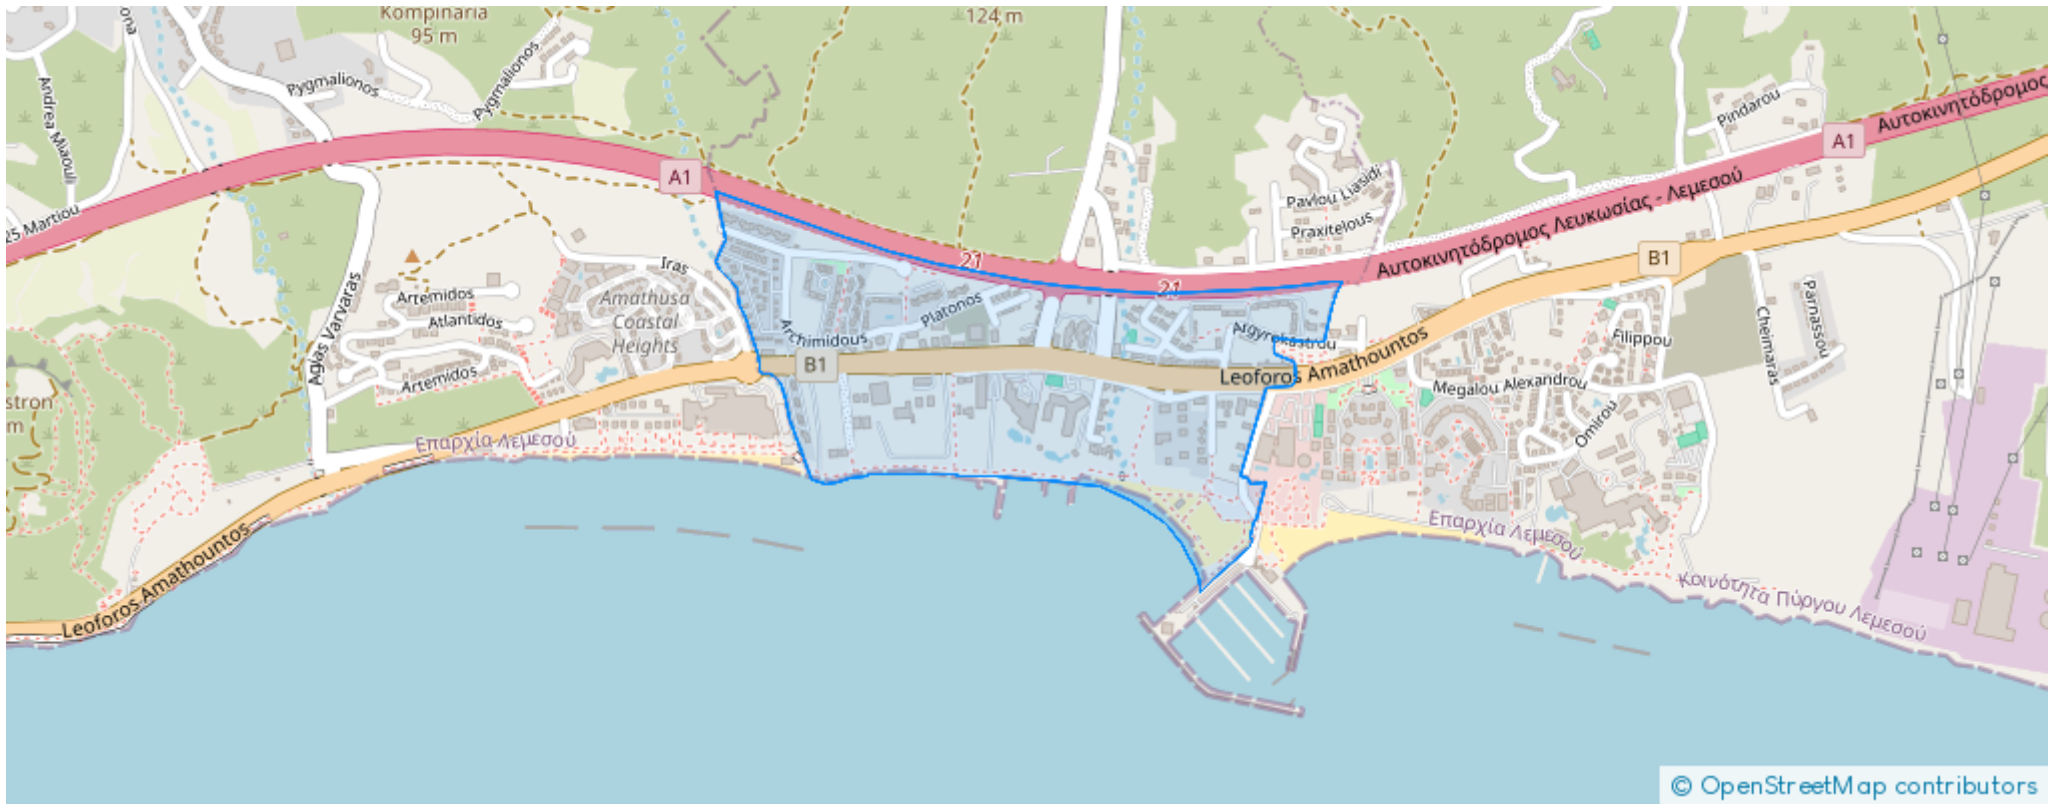 Kompinaria
95 m
124 m
ona
Pygmalionos
Pygmalionos
Andrea Miaouli
25 Martiou
A1
Pindarou
A1
Αυτοκινητόδρομος
Pavlou Liasidi
Praxitelous
Αυτοκινητόδρομος Λευκωσίας - Λεμεσού
B1
21
21
Iras
Artemidos
Atlantidos
Artemidos
Agias Varvaras
Amathusa
Coastal
Heights
Platonos
Archimidous
B1
Argyrokastrou
Leoforos Amathountos
Filippou
Megalou Alexandrou
Omirou
Cheimaras
Parnassou
stron
m
Επαρχία Λεμεσού
Leoforos Amathountos
Επαρχία Λεμεσού
Κοινότητα Πύργου Λεμεσού
© OpenStreetMap contributors